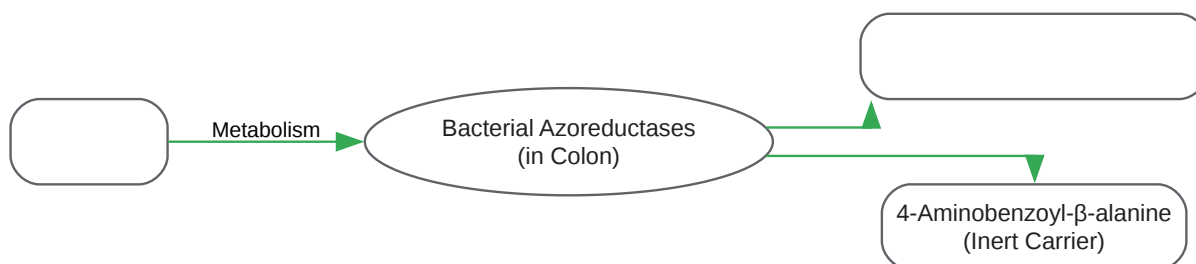 Metabolism
Bacterial Azoreductases
(in Colon)
4-Aminobenzoyl-β-alanine
(Inert Carrier)